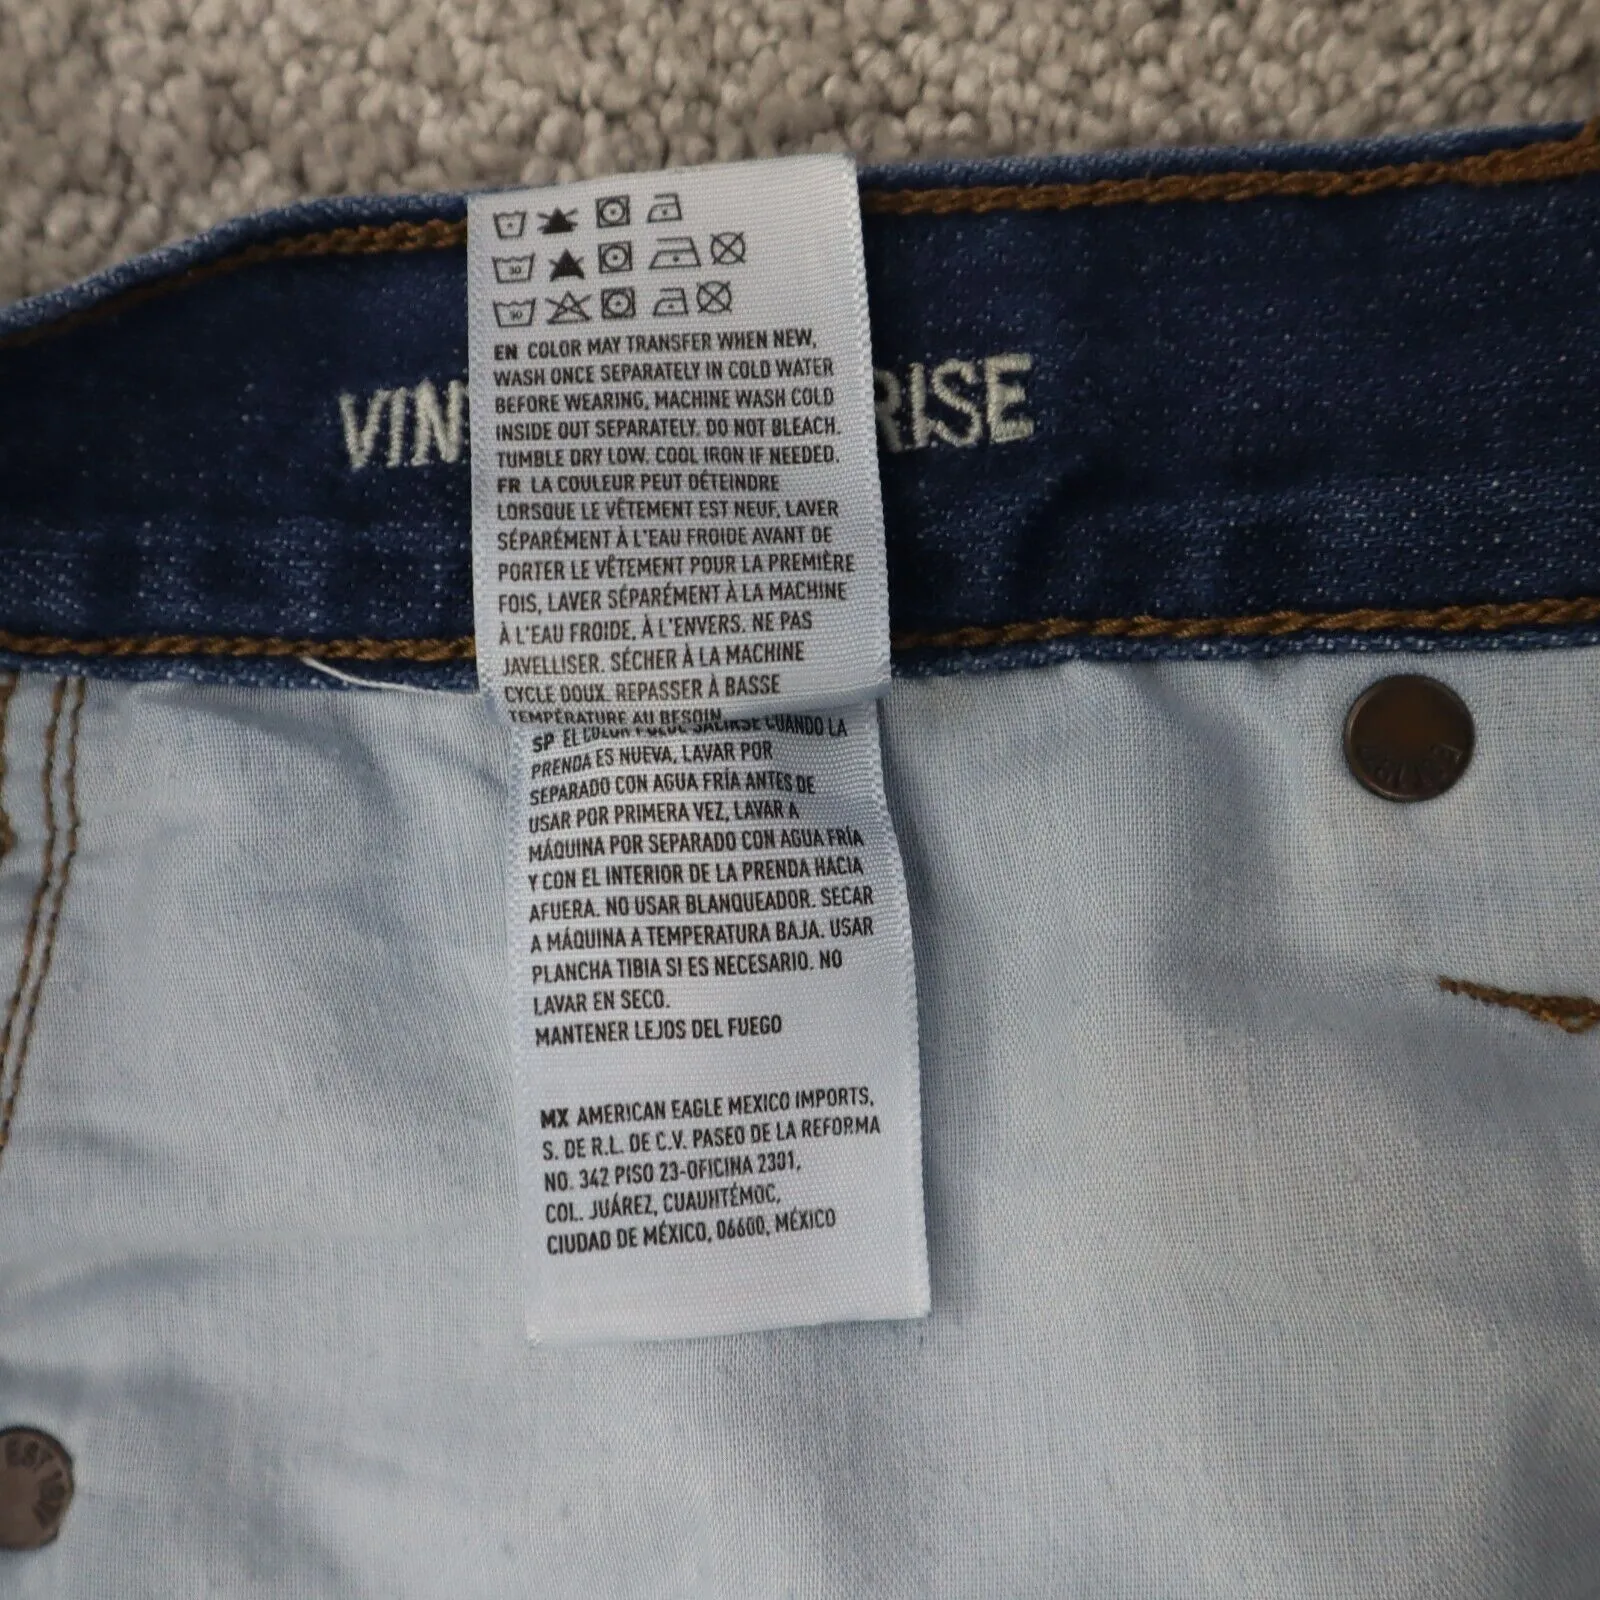 VIN
RISE
30
30
EN COLOR MAY TRANSFER WHEN NEW,
WASH ONCE SEPARATELY IN COLD WATER
BEFORE WEARING, MACHINE WASH COLD
INSIDE OUT SEPARATELY. DO NOT BLEACH.
TUMBLE DRY LOW. COOL IRON IF NEEDED.
FR LA COULEUR PEUT DÉTEINDRE
LORSQUE LE VÊTEMENT EST NEUF, LAVER
SÉPARÉMENT À L'EAU FROIDE AVANT DE
PORTER LE VÊTEMENT POUR LA PREMIÈRE
FOIS, LAVER SÉPARÉMENT À LA MACHINE
À L'EAU FROIDE, À L'ENVERS. NE PAS
JAVELLISER. SÉCHER À LA MACHINE
CYCLE DOUX. REPASSER À BASSE
TEMPÉRATURE AU BESOIN
SP EL COLOR PUEDE SALIRSE CUANDO LA
PRENDA ES NUEVA, LAVAR POR
SEPARADO CON AGUA FRÍA ANTES DE
USAR POR PRIMERA VEZ, LAVAR A
MÁQUINA POR SEPARADO CON AGUA FRÍA
Y CON EL INTERIOR DE LA PRENDA HACIA
AFUERA. NO USAR BLANQUEADOR. SECAR
A MÁQUINA A TEMPERATURA BAJA. USAR
PLANCHA TIBIA SI ES NECESARIO. NO
LAVAR EN SECO.
MANTENER LEJOS DEL FUEGO
MX AMERICAN EAGLE MEXICO IMPORTS,
S. DE R.L. DE C.V. PASEO DE LA REFORMA
NO. 342 PISO 23-OFICINA 2301,
COL. JUÁREZ, CUAUHTÉMOC,
CIUDAD DE MÉXICO, 06600, MÉXICO
EST